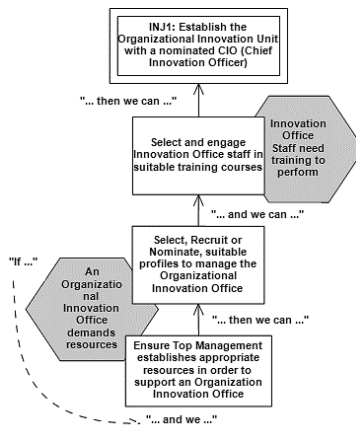 INJ1: Establish the
Organizational Innovation Unit
with a nominated CIO (Chief
Innovation Officer)
"... then we can ..."
Select and engage
Innovation Office staff in
suitable training courses
Innovation
Office
Staff need
training to
perform
"... and we can ..."
Select, Recruit or
Nominate, suitable
profiles to manage the
Organizational
Innovation Office
"If ..."
An
Organizatio
nal
Innovation
Office
demands
resources
"... then we can ..."
Ensure Top Management
establishes appropriate
resources in order to
support an Organization
Innovation Office
"... and we ..."